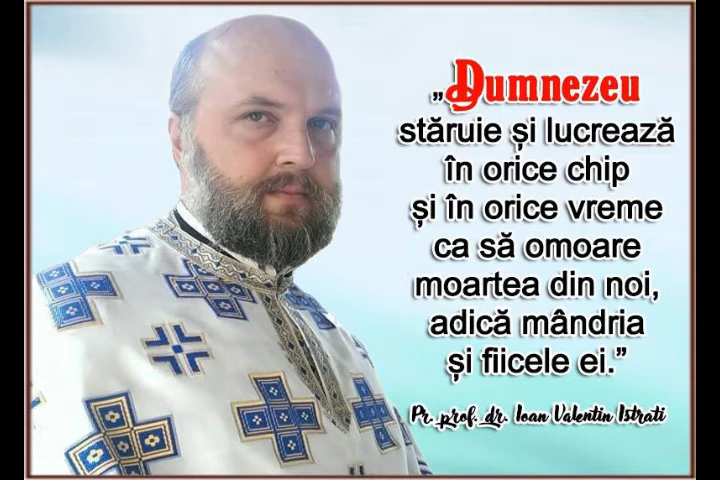 „Dumnezeu
stăruie și lucrează
în orice chip
și în orice vreme
ca să omoare
moartea din noi,
adică mândria
și fiicele ei.”
Pr. prof. dr. Ioan Valentin Istrati